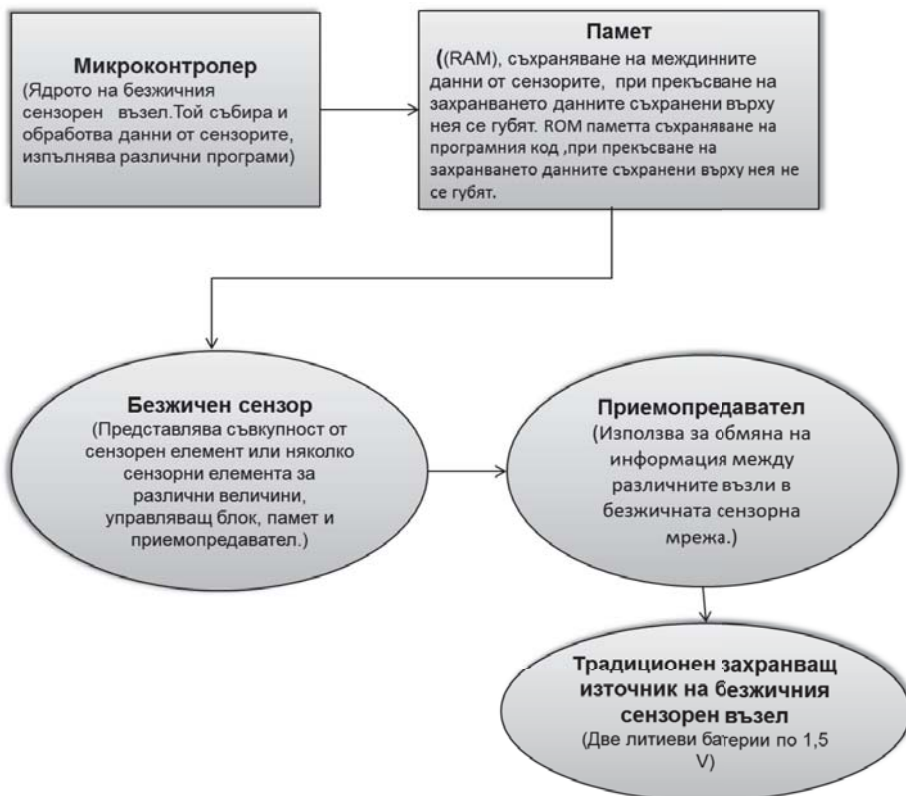 Микроконтролер
(Ядрото на безжичния
сензорен възел.Той събира и
обработва данни от сензорите,
изпълнява различни програми)
Памет
((RAM), съхраняване на междинните
данни от сензорите, при прекъсване на
захранването данните съхранени върху
нея се губят. ROM паметта съхраняване на
програмния код ,при прекъсване на
захранването данните съхранени върху нея не
се губят.
Безжичен сензор
(Представлява съвкупност от
сензорен елемент или няколко
сензорни елемента за
различни величини,
управляващ блок, памет и
приемопредавател.)
Приемопредавател
(Използва за обмяна на
информация между
различните възли в
безжичната сензорна
мрежа.)
Традиционен захранващ
източник на безжичния
сензорен възел
(Две литиеви батерии по 1,5
V)